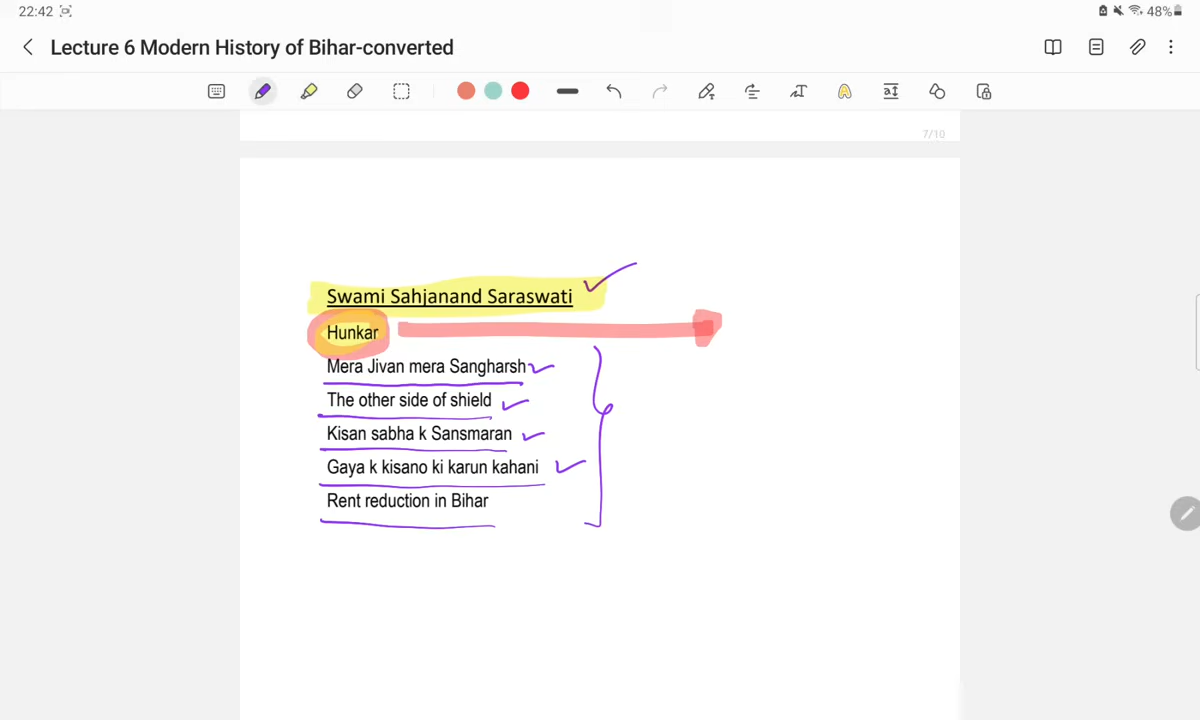 22:42
48%
Lecture 6 Modern History of Bihar-converted
7/10
Swami Sahjanand Saraswati
Hunkar
Mera Jivan mera Sangharsh
The other side of shield
Kisan sabha k Sansmaran
Gaya k kisano ki karun kahani
Rent reduction in Bihar